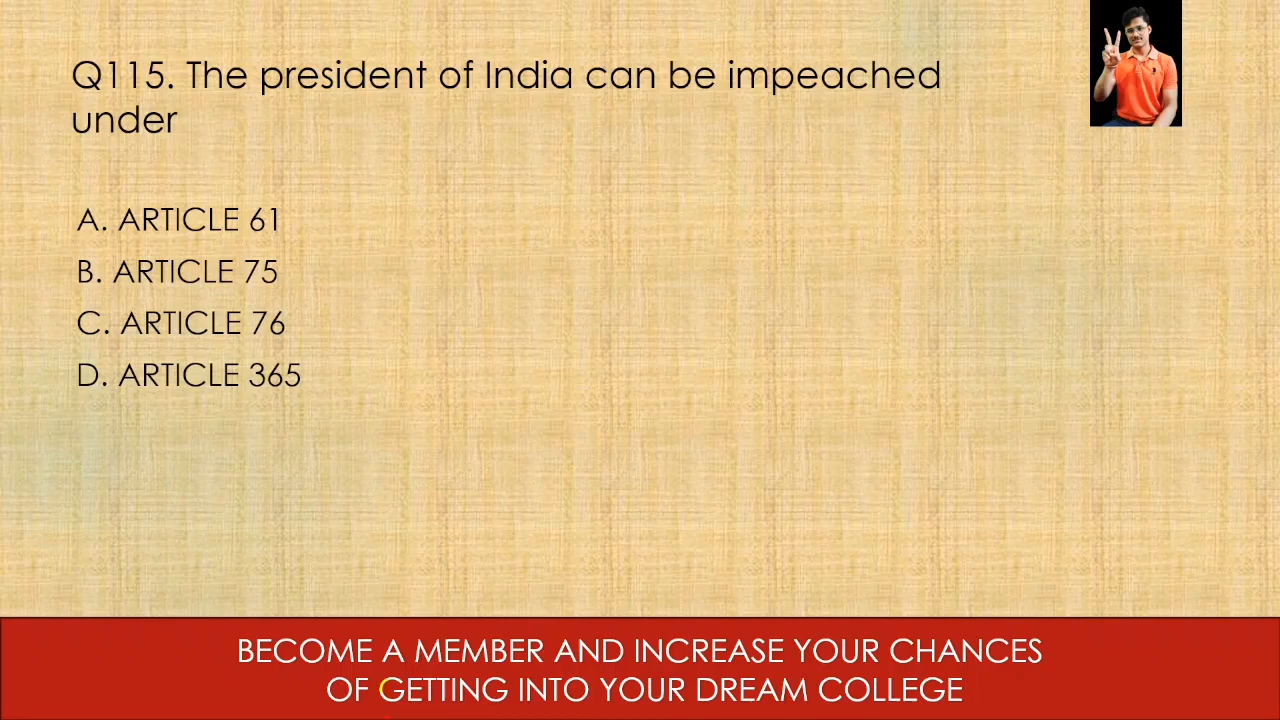 Q115. The president of India can be impeached
under
A. ARTICLE 61
B. ARTICLE 75
C. ARTICLE 76
D. ARTICLE 365
BECOME A MEMBER AND INCREASE YOUR CHANCES
OF GETTING INTO YOUR DREAM COLLEGE